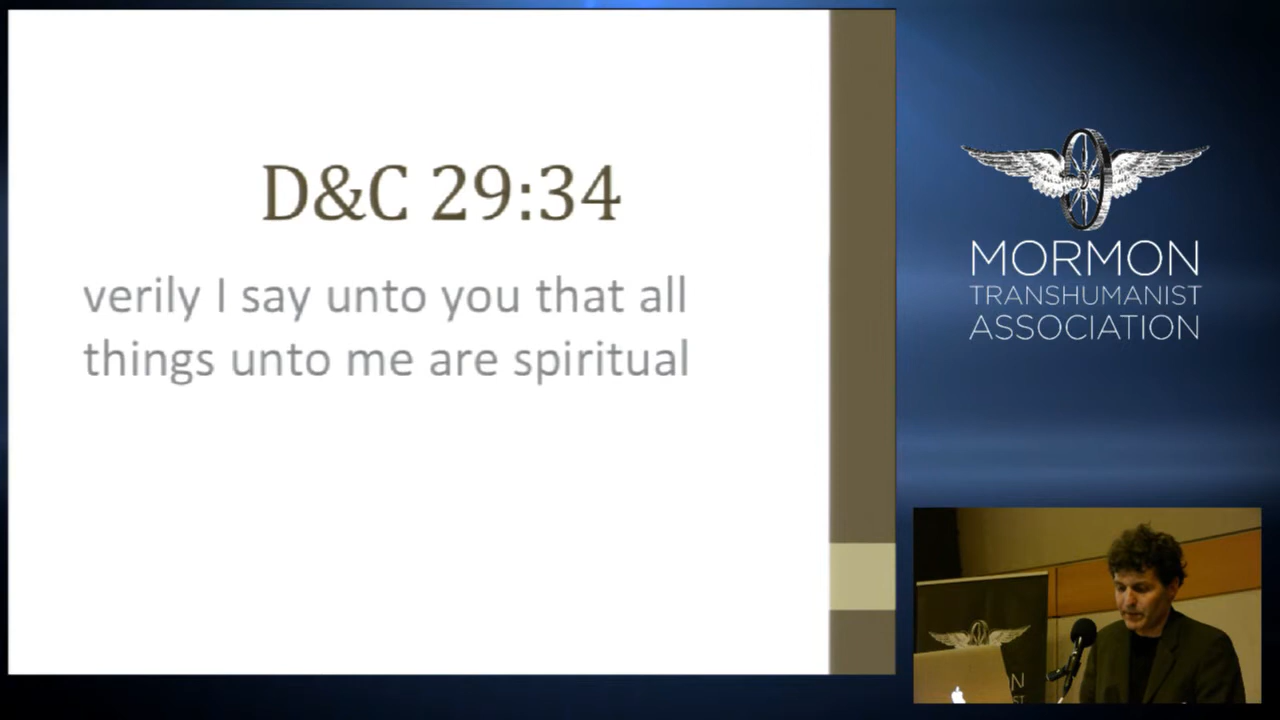 D&C 29:34
verily I say unto you that all
things unto me are spiritual
MORMON
TRANSHUMANIST
ASSOCIATION